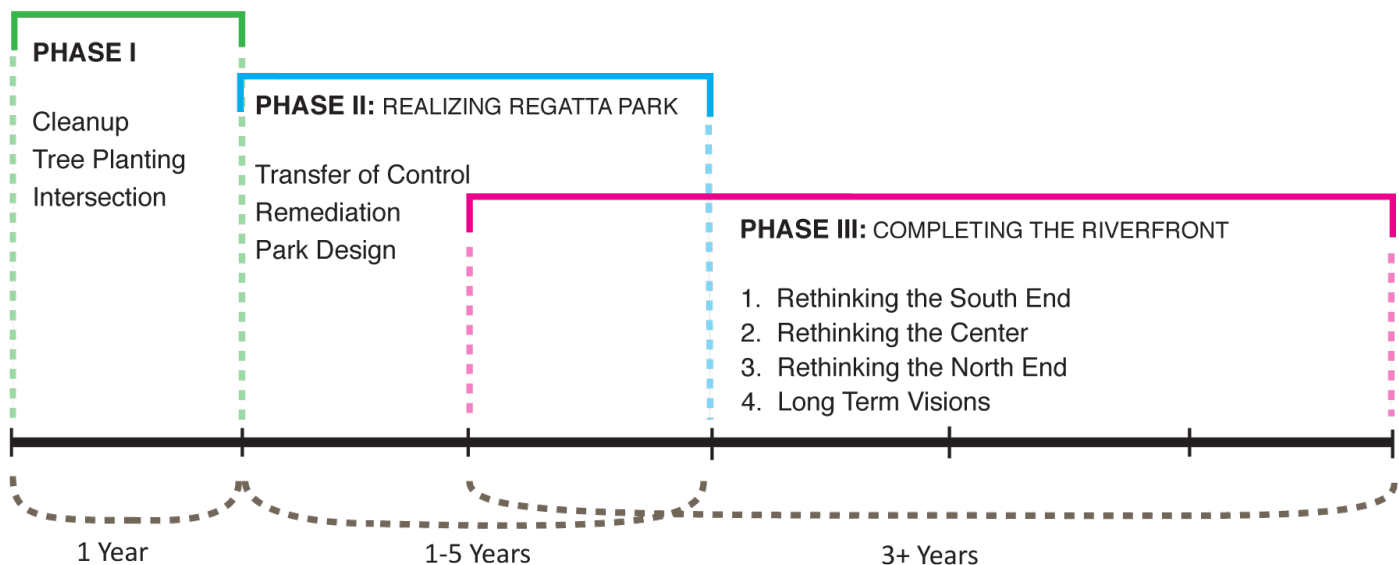 PHASE I
Cleanup
Tree Planting
Intersection
PHASE II: REALIZING REGATTA PARK
Transfer of Control
Remediation
Park Design
PHASE III: COMPLETING THE RIVERFRONT
1. Rethinking the South End
2. Rethinking the Center
3. Rethinking the North End
4. Long Term Visions
1 Year
1-5 Years
3+ Years